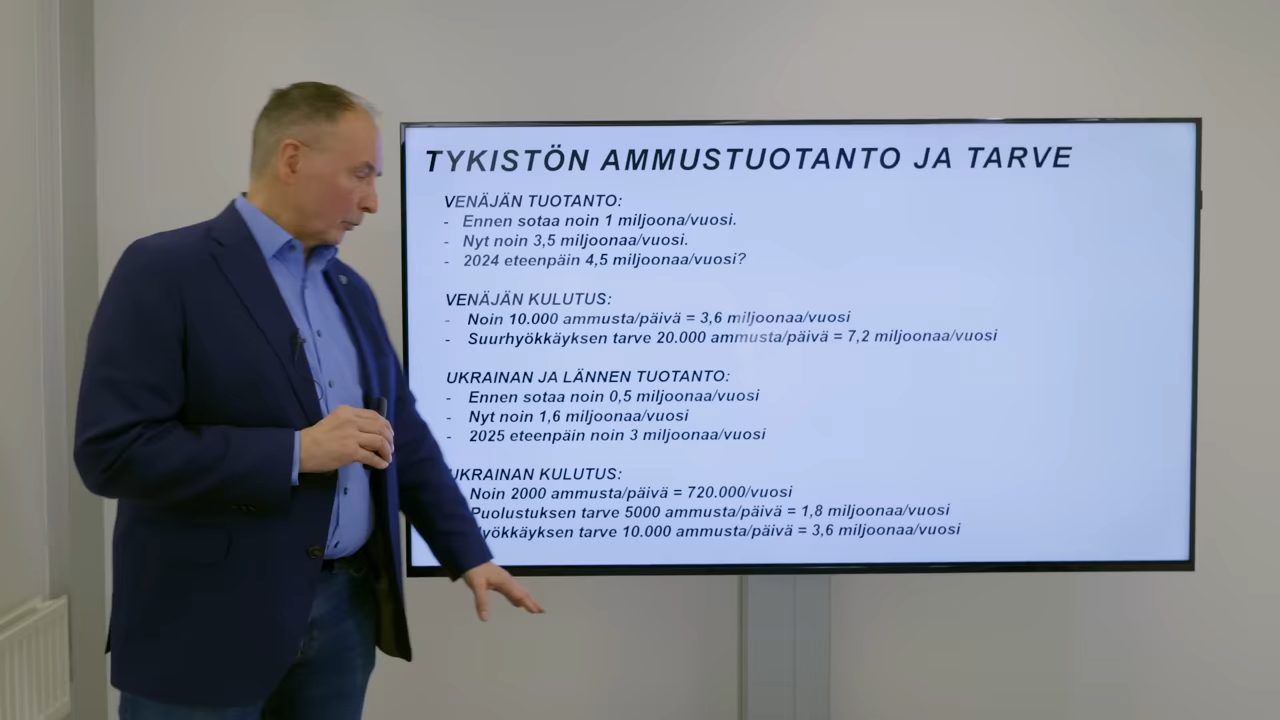 TYKISTÖN AMMUSTUOTANTO JA TARVE
VENÄJÄN TUOTANTO:
- Ennen sotaa noin 1 miljoona/vuosi.
- Nyt noin 3,5 miljoonaa/vuosi.
- 2024 eteenpäin 4,5 miljoonaa/vuosi?
VENÄJÄN KULUTUS:
- Noin 10.000 ammusta/päivä = 3,6 miljoonaa/vuosi
- Suurhyökkäyksen tarve 20.000 ammusta/päivä = 7,2 miljoonaa/vuosi
UKRAINAN JA LÄNNEN TUOTANTO:
- Ennen sotaa noin 0,5 miljoonaa/vuosi
- Nyt noin 1,6 miljoonaa/vuosi
- 2025 eteenpäin noin 3 miljoonaa/vuosi
UKRAINAN KULUTUS:
Noin 2000 ammusta/päivä = 720.000/vuosi
Puolustuksen tarve 5000 ammusta/päivä = 1,8 miljoonaa/vuosi
yökkäyksen tarve 10.000 ammusta/päivä = 3,6 miljoonaa/vuosi